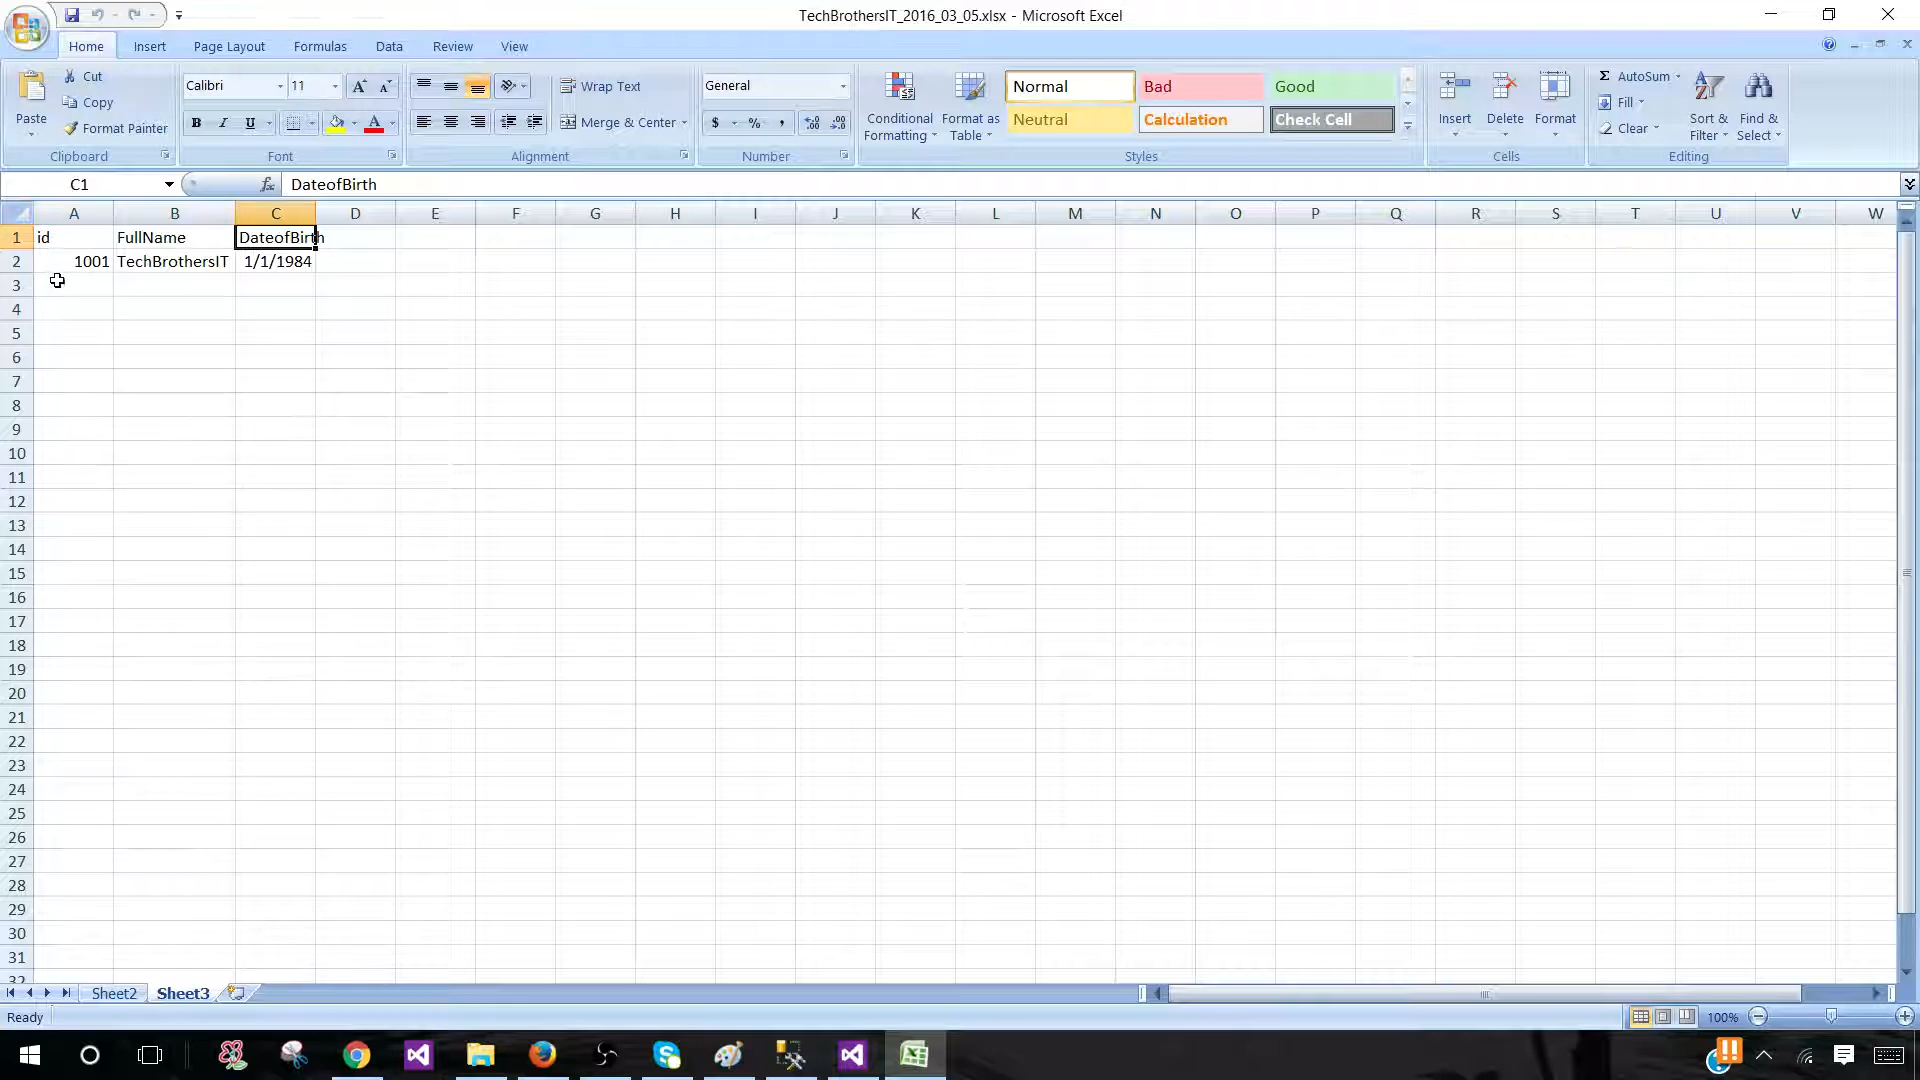 TechBrothersIT_2016_03_05.xlsx - Microsoft Excel
Home Insert Page Layout Formulas Data Review View
Paste
Cut
Copy
Format Painter
Clipboard
Calibri 11
B I U
Font
Wrap Text
Merge & Center
Alignment
General
$ % ,
Number
Conditional Formatting
Format as Table
Normal Bad Good
Neutral Calculation Check Cell
Styles
Insert Delete Format
Cells
Σ AutoSum
Fill
Clear
Sort & Filter
Find & Select
Editing
C1 fx DateofBirth
A B C D E F G H I J K L M N O P Q R S T U V W
1 id FullName DateofBirth
2 1001 TechBrothersIT 1/1/1984
3
4
5
6
7
8
9
10
11
12
13
14
15
16
17
18
19
20
21
22
23
24
25
26
27
28
29
30
31
32
Sheet2 Sheet3
Ready 100%